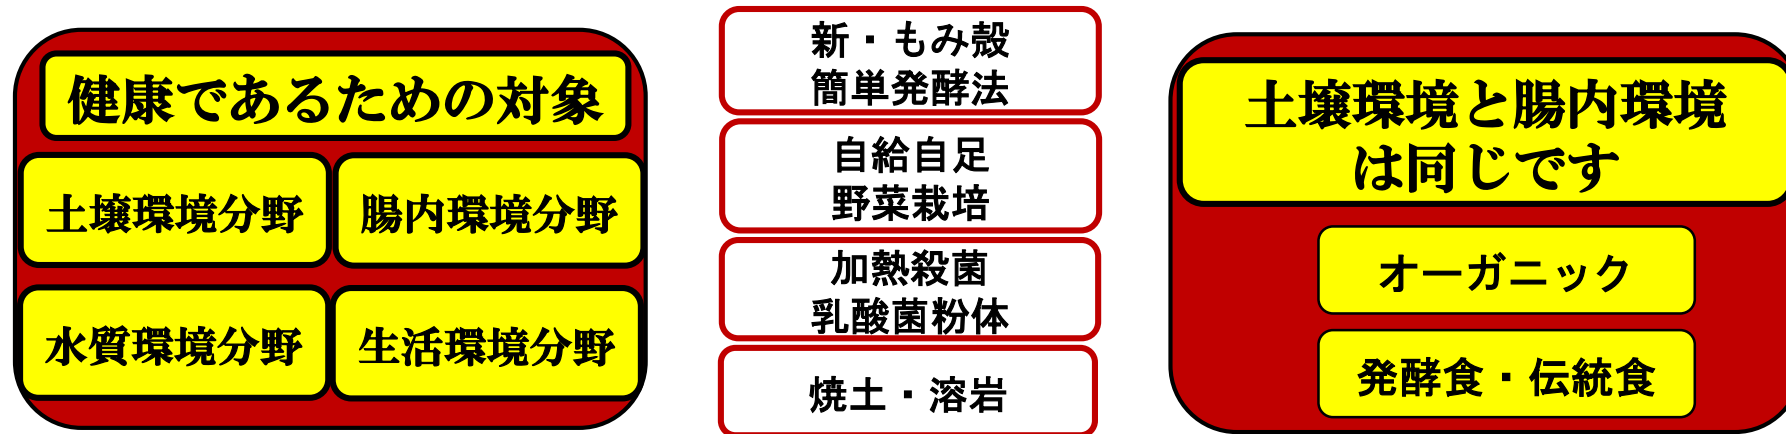 健康であるための対象
土壌環境分野
腸内環境分野
水質環境分野
生活環境分野
新・もみ殻
簡単発酵法
自給自足
野菜栽培
加熱殺菌
乳酸菌粉体
焼土・溶岩
土壌環境と腸内環境
は同じです
オーガニック
発酵食・伝統食